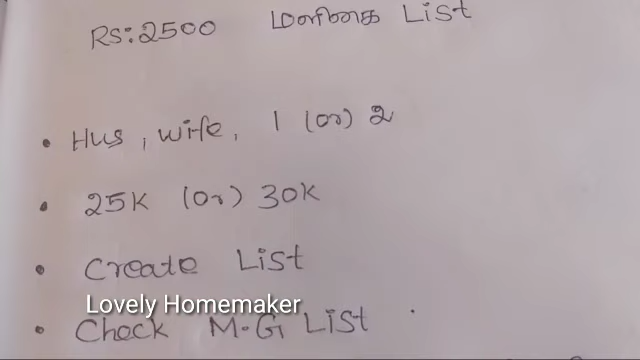 RS:2500 மளிகை List
• Hus, wife, 1 (or) 2
• 25K (or) 30K
• Create List
Lovely Homemaker
• Check M.G List